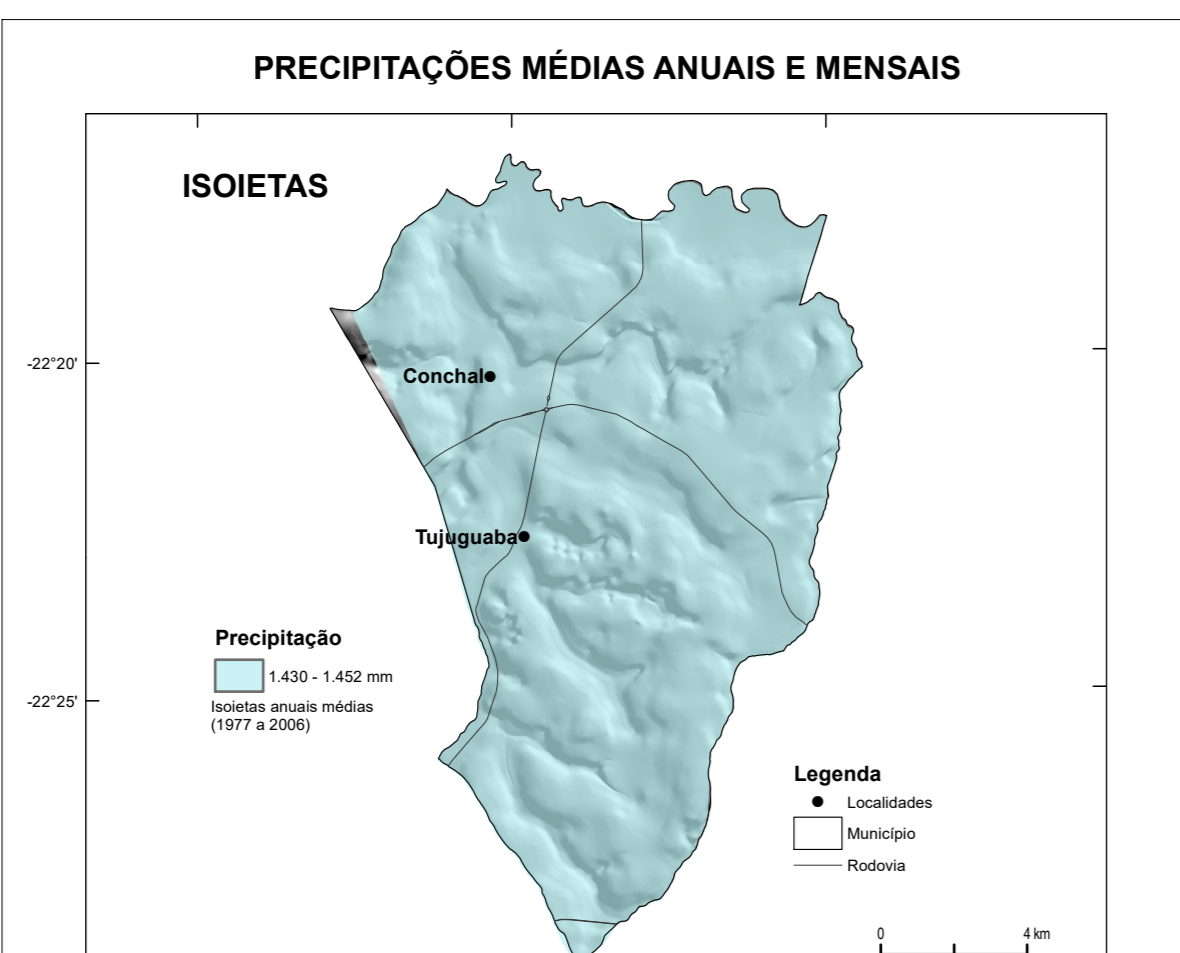 PRECIPITAÇÕES MÉDIAS ANUAIS E MENSAIS
ISOIETAS
-22°20'
Conchal
Tujuguaba
Precipitação
1.430 - 1.452 mm
Isoietas anuais médias
(1977 a 2006)
-22°25'
Legenda
Localidades
Município
Rodovia
0 4 km